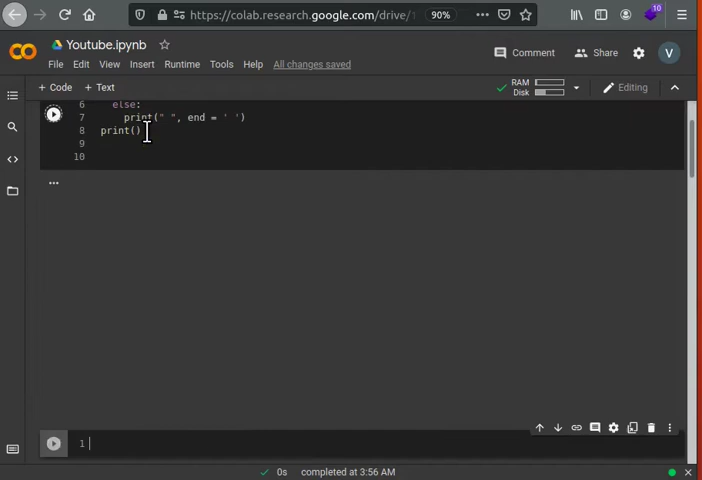 https://colab.research.google.com/drive/1 90% 10
Youtube.ipynb
Comment Share V
File Edit View Insert Runtime Tools Help All changes saved
+ Code + Text RAM Disk Editing
6 else:
7 print(" ", end = ' ')
8 print()
9
10
...
1
0s completed at 3:56 AM